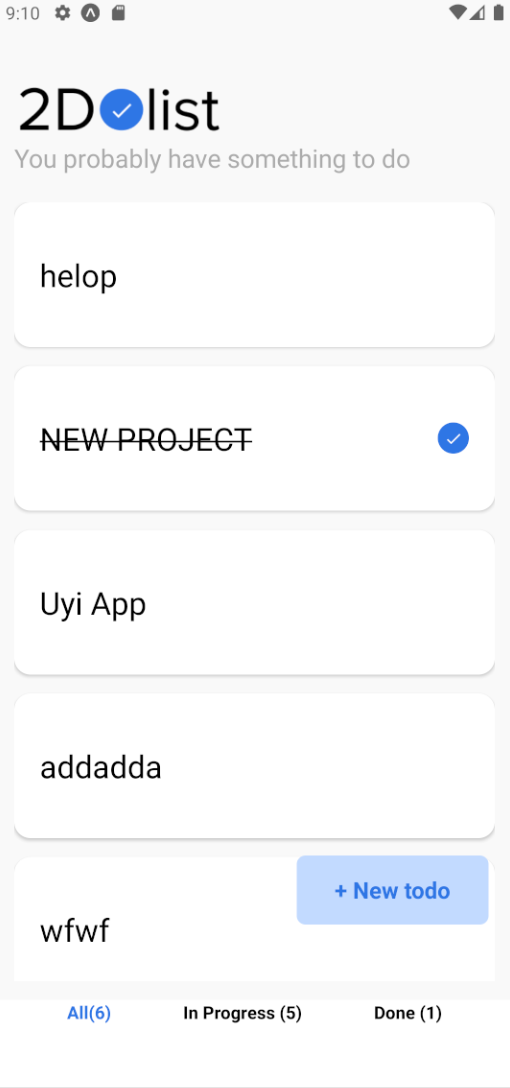 9:10
2D✓list
You probably have something to do
helop
NEW PROJECT
Uyi App
addadda
wfwf
+ New todo
All(6) In Progress (5) Done (1)